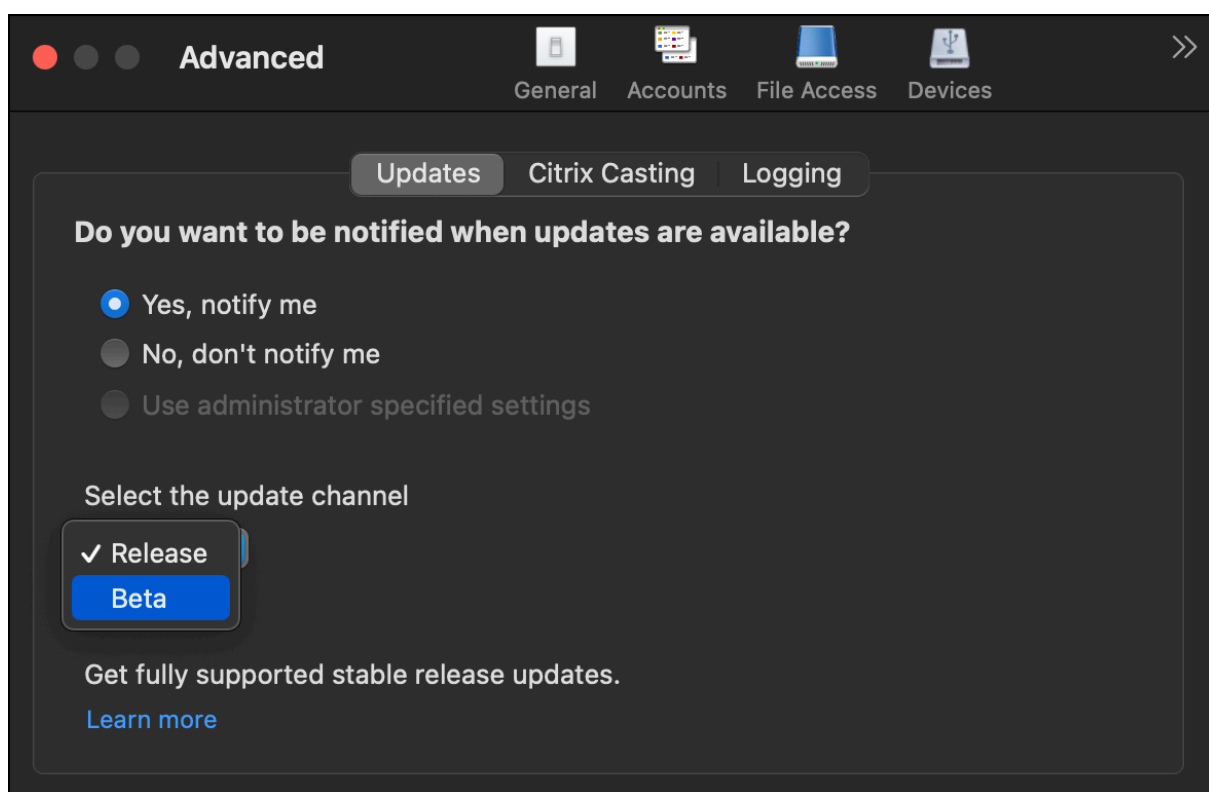 Advanced
General Accounts File Access Devices
Updates Citrix Casting Logging
Do you want to be notified when updates are available?
Yes, notify me
No, don't notify me
Use administrator specified settings
Select the update channel
✓ Release
Beta
Get fully supported stable release updates.
Learn more